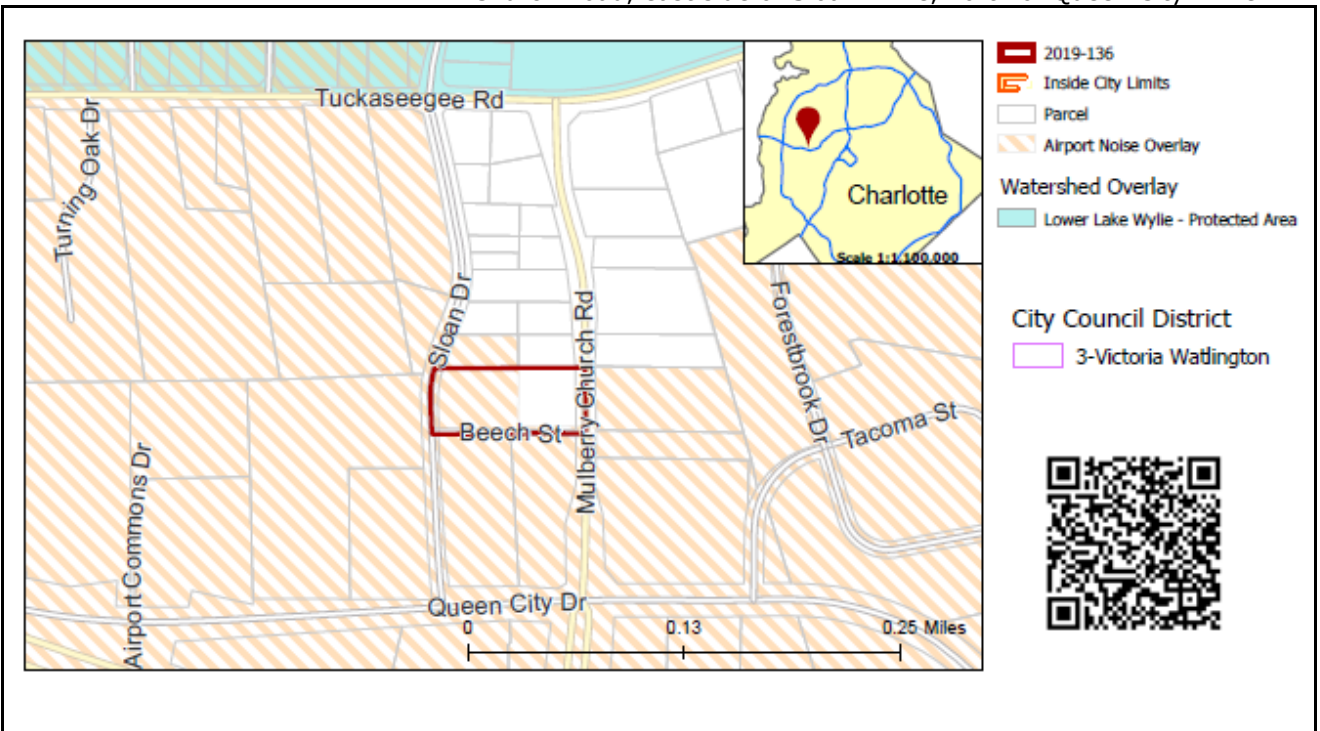 Tuckaseegee Rd
Turning Oak Dr
Sloan Dr
Mulberry Church Rd
Forestbrook Dr
Tacoma St
Beech St
Airport Commons Dr
Queen City Dr
0 0.13 0.25 Miles
Charlotte
Scale 1:1,100,000
2019-136
Inside City Limits
Parcel
Airport Noise Overlay
Watershed Overlay
Lower Lake Wylie - Protected Area
City Council District
3-Victoria Watlington